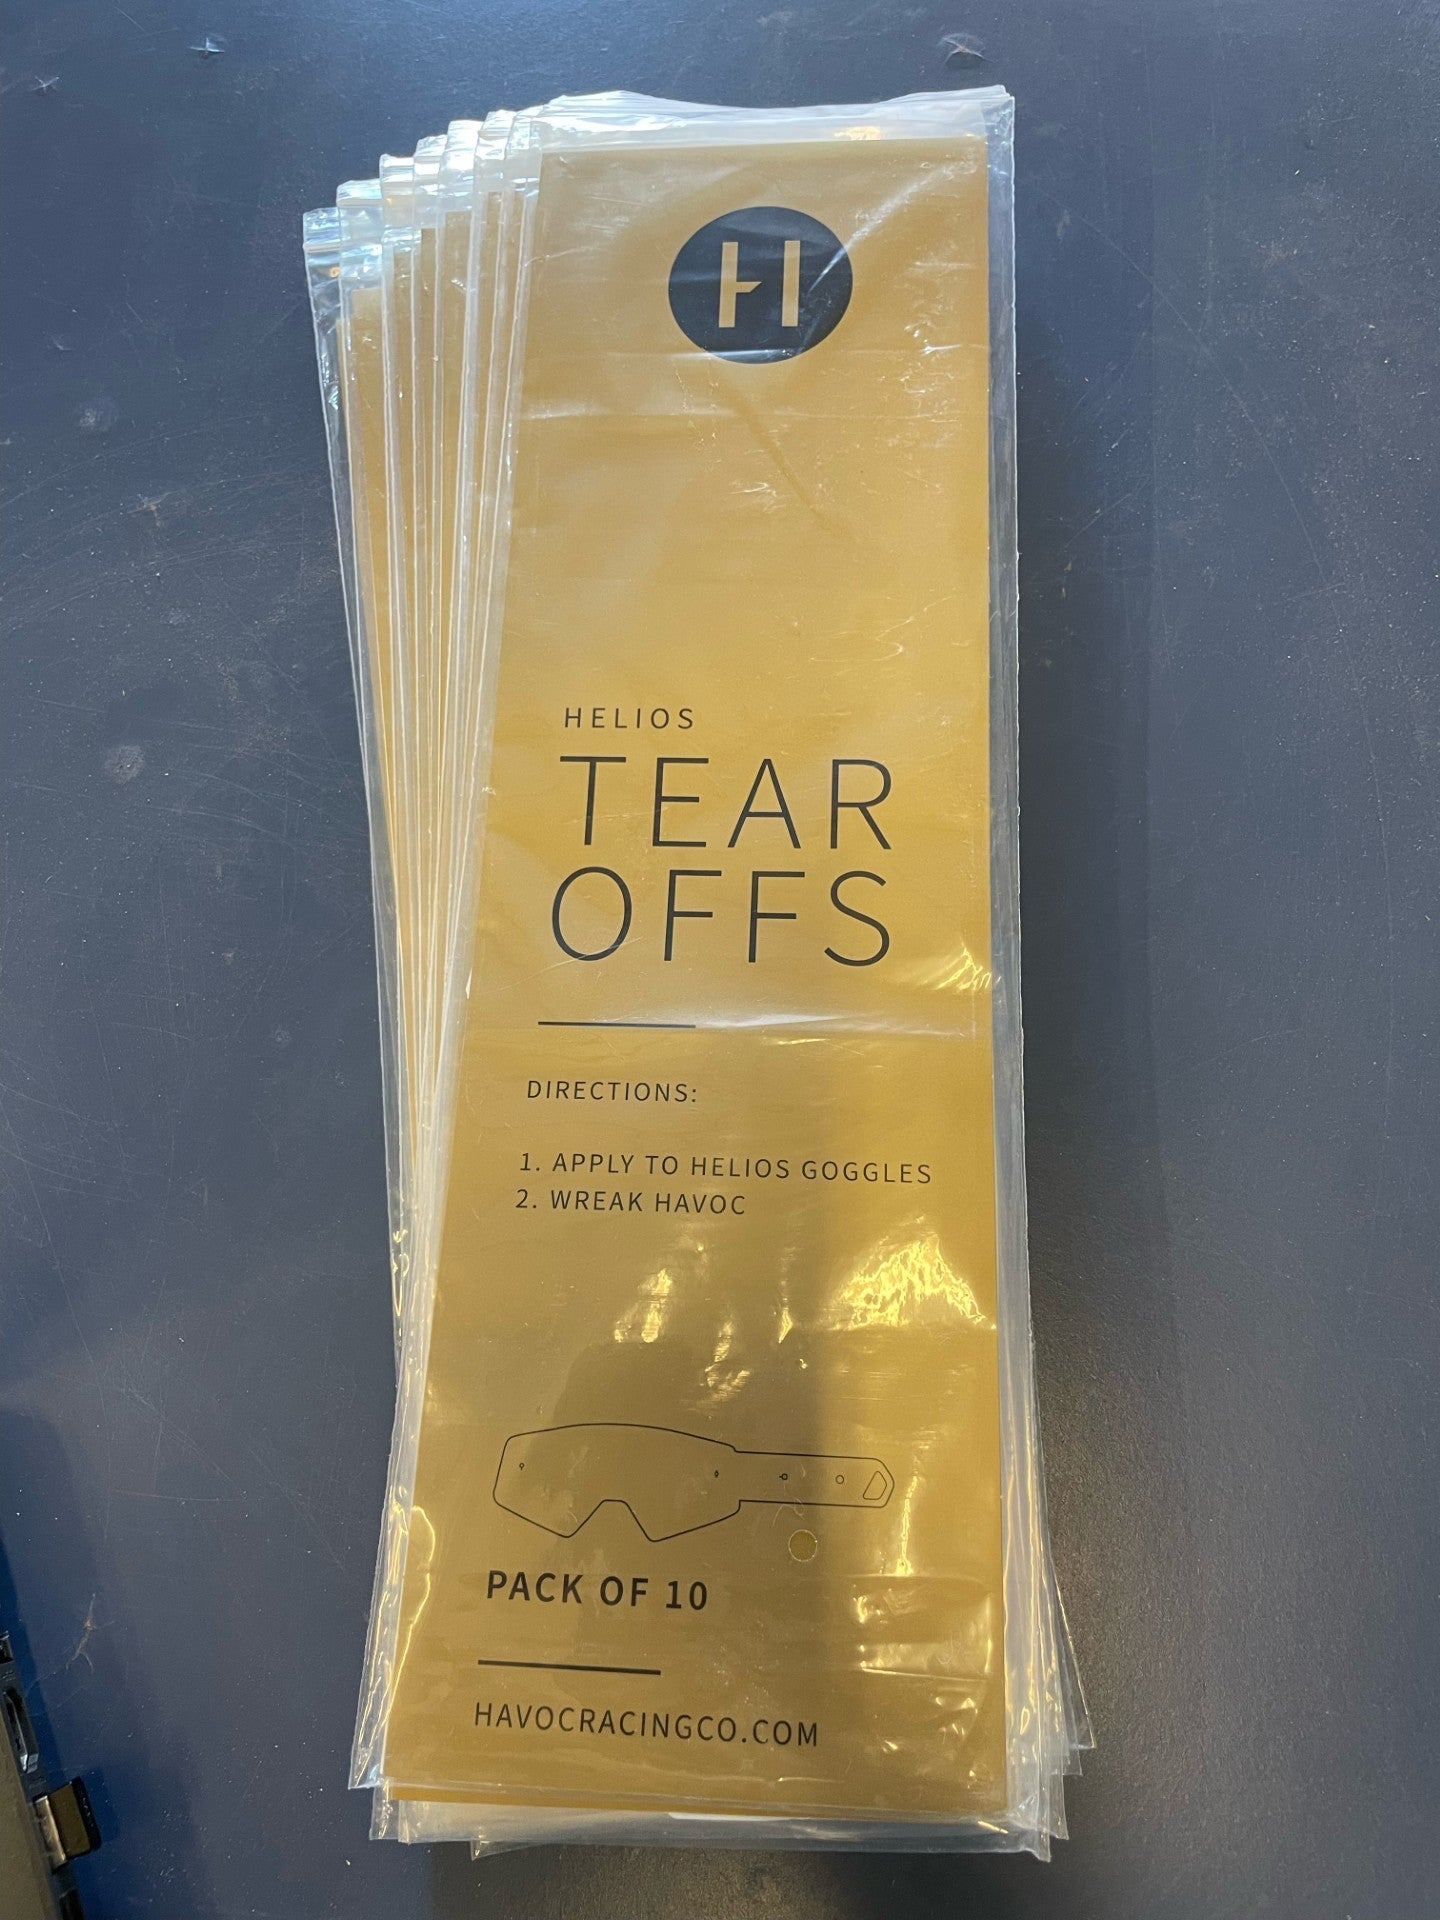 H
HELIOS
TEAR
OFFS
DIRECTIONS:
1. APPLY TO HELIOS GOGGLES
2. WREAK HAVOC
PACK OF 10
HAVOCRACINGCO.COM